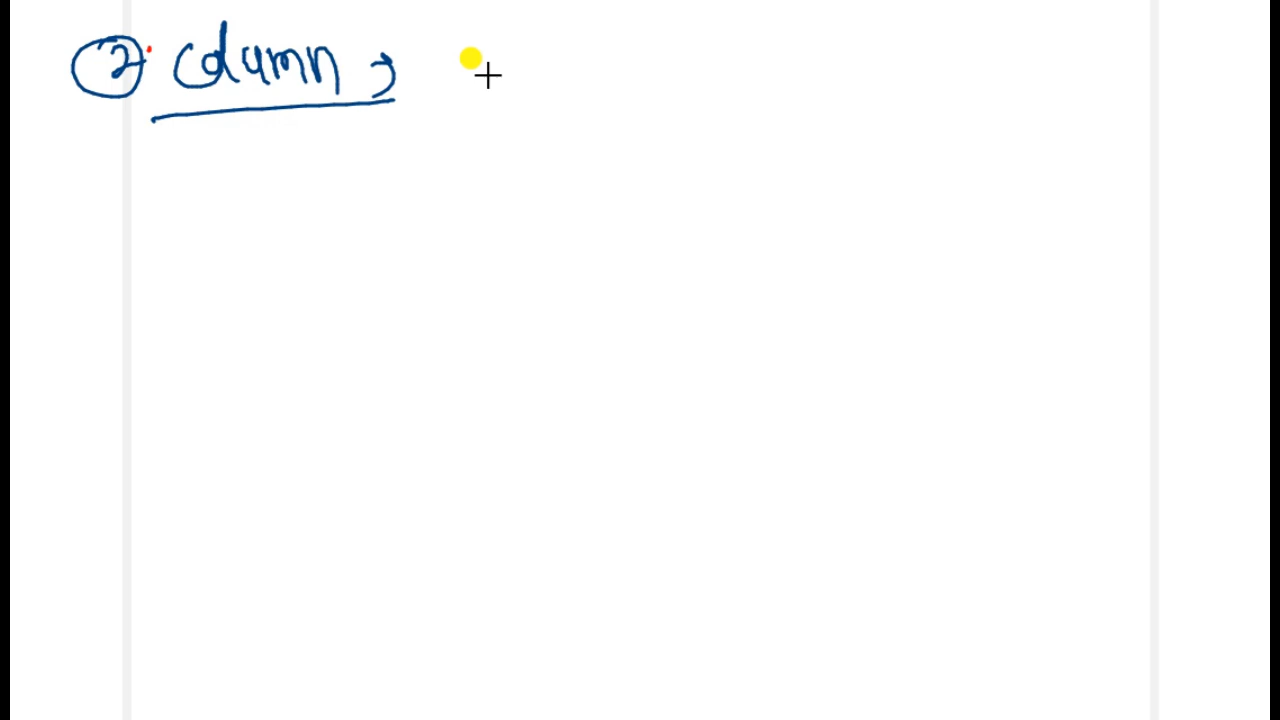 ② column →